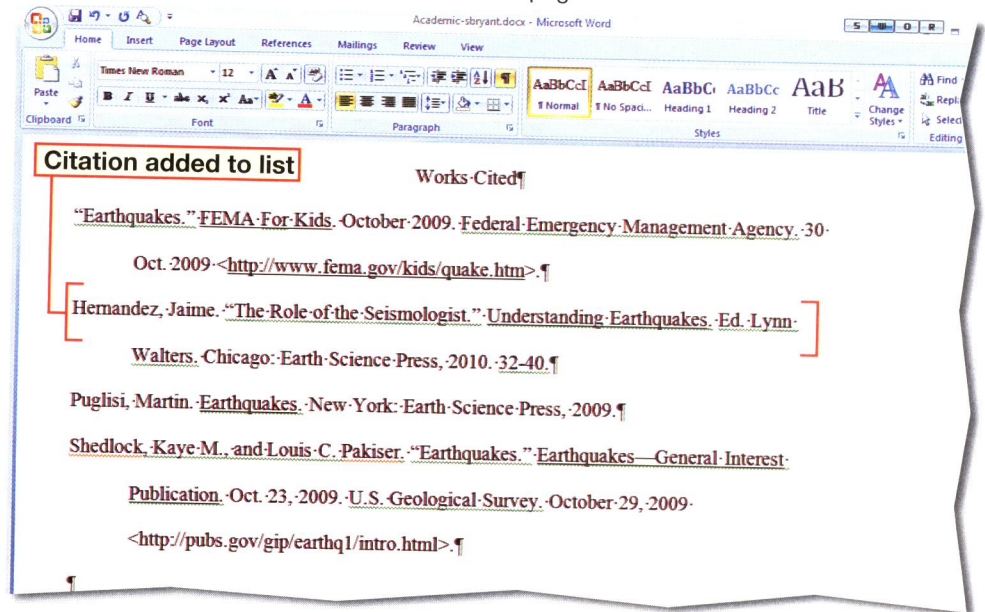 Academic-sbryant.docx - Microsoft Word
S W O R
Home Insert Page Layout References Mailings Review View
Paste
Times New Roman 12 A A
B I U abc x, x² Aa A
AaBbCcI AaBbCcI AaBbC AaBbCc AaB
¶ Normal ¶ No Spaci... Heading 1 Heading 2 Title
Change Styles
Find
Repl
Selec
Clipboard Font Paragraph Styles Editing
Citation added to list
Works·Cited¶
“Earthquakes.”·FEMA·For·Kids.·October·2009.·Federal·Emergency·Management·Agency.·30·
Oct.·2009·<http://www.fema.gov/kids/quake.htm>.¶
Hernandez,·Jaime.·“The·Role·of·the·Seismologist.”·Understanding·Earthquakes.·Ed.·Lynn·
Walters.·Chicago:·Earth·Science·Press,·2010.·32-40.¶
Puglisi,·Martin.·Earthquakes.·New·York:·Earth·Science·Press,·2009.¶
Shedlock,·Kaye·M.,·and·Louis·C.·Pakiser.·“Earthquakes.”·Earthquakes—General·Interest·
Publication.·Oct.·23,·2009.·U.S.·Geological·Survey.·October·29,·2009·
<http://pubs.gov/gip/earthq1/intro.html>.¶
¶